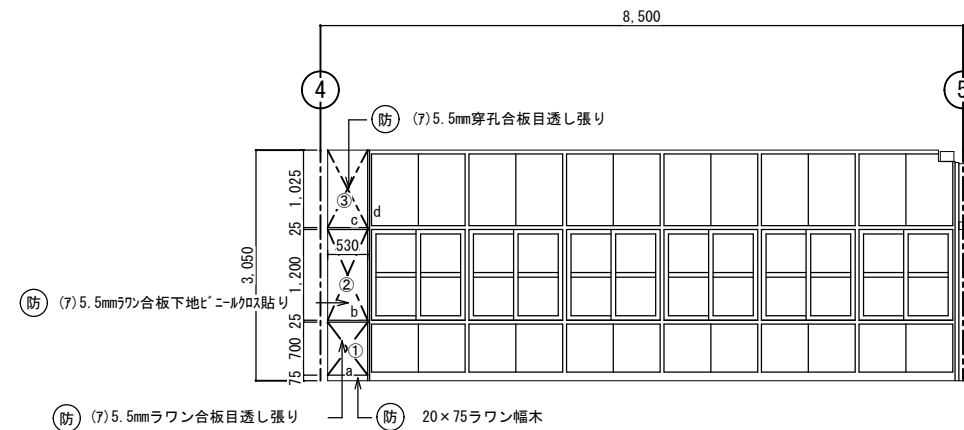 8,500
4
5
防 (ア)5.5mm穿孔合板目透し張り
1,025
③
d
c
25
530
3,050
1,200
②
防 (ア)5.5mmラワン合板下地ビニールクロス貼り
b
25
700
①
a
75
防 (ア)5.5mmラワン合板目透し張り
防 20×75ラワン幅木